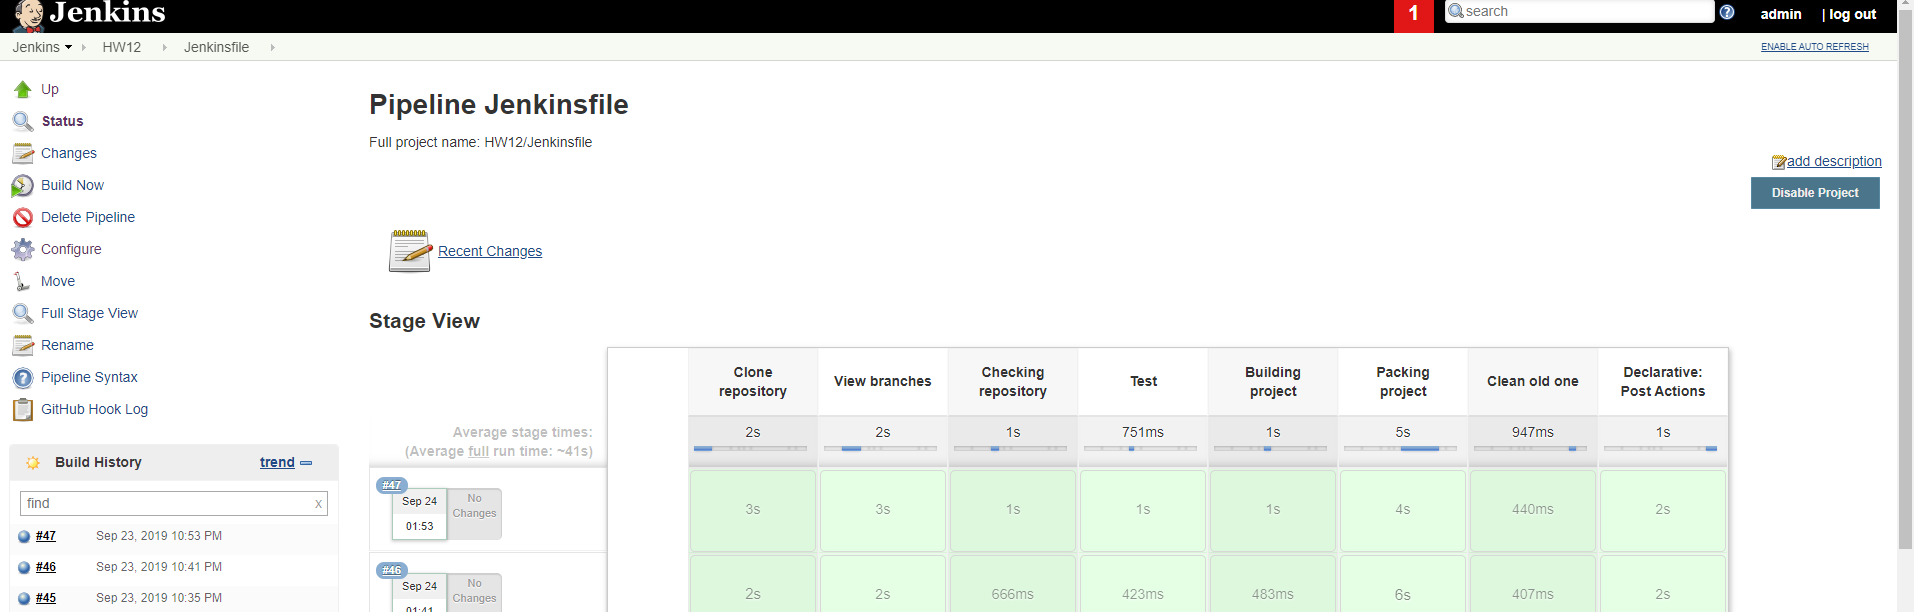 Jenkins
1
search
admin
| log out
Jenkins
HW12
Jenkinsfile
ENABLE AUTO REFRESH
Up
Status
Changes
Build Now
Delete Pipeline
Configure
Move
Full Stage View
Rename
Pipeline Syntax
GitHub Hook Log
Build History
trend
find
x
#47 Sep 23, 2019 10:53 PM
#46 Sep 23, 2019 10:41 PM
#45 Sep 23, 2019 10:35 PM
Pipeline Jenkinsfile
Full project name: HW12/Jenkinsfile
add description
Disable Project
Recent Changes
Stage View
Clone repository
View branches
Checking repository
Test
Building project
Packing project
Clean old one
Declarative: Post Actions
Average stage times:
(Average full run time: ~41s)
2s 2s 1s 751ms 1s 5s 947ms 1s
#47
Sep 24
01:53
No Changes
3s 3s 1s 1s 1s 4s 440ms 2s
#46
Sep 24
01:41
No Changes
2s 2s 666ms 423ms 483ms 6s 407ms 2s